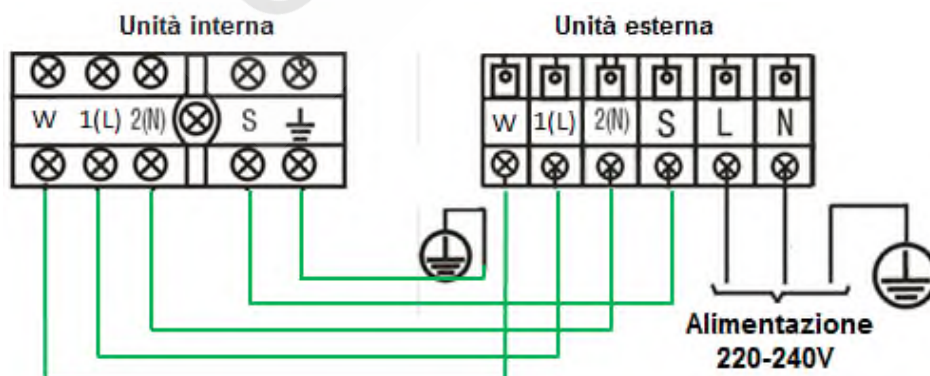 Unità interna
Unità esterna
W 1(L) 2(N) S
W 1(L) 2(N) S L N
Alimentazione
220-240V